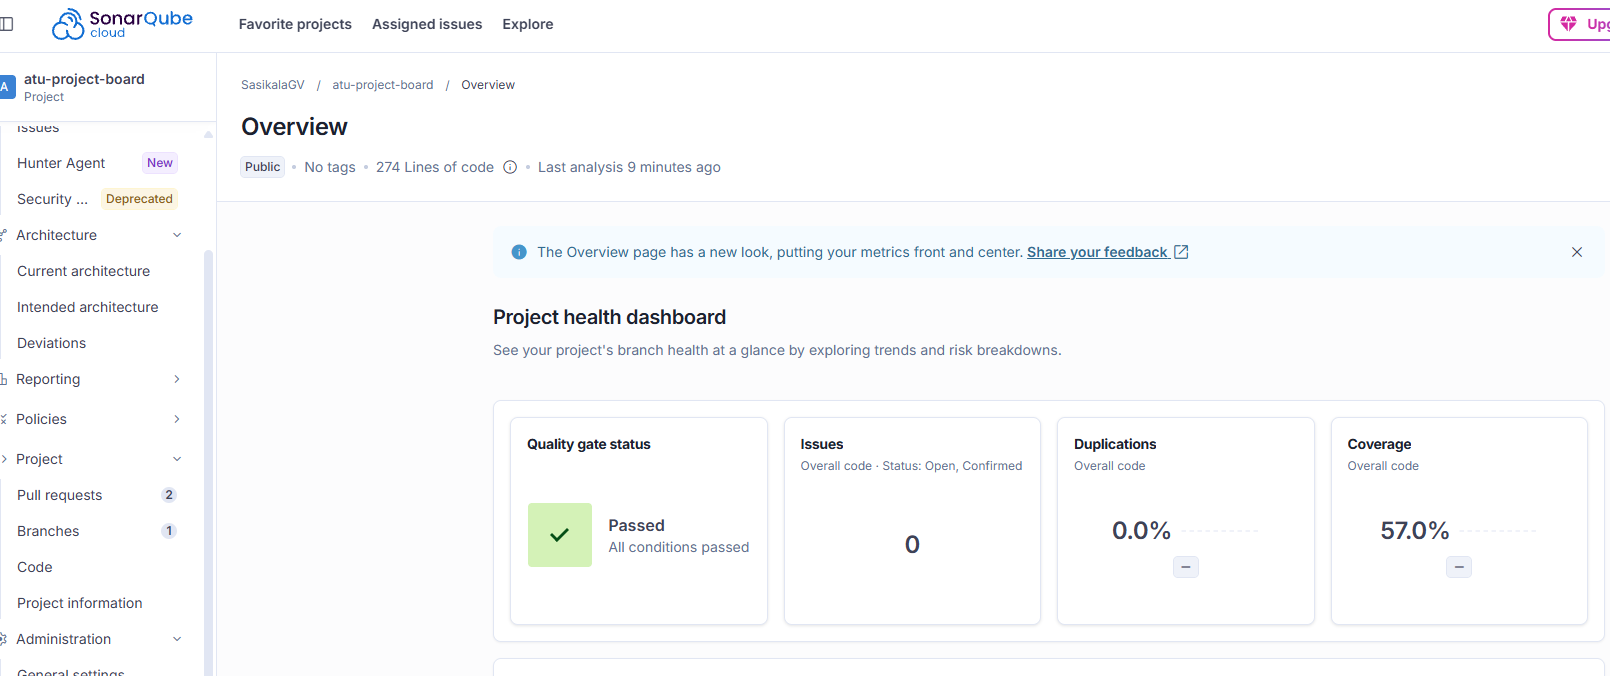 SonarQube cloud
Favorite projects Assigned issues Explore
A atu-project-board
Project
Issues
Hunter Agent New
Security ... Deprecated
Architecture
Current architecture
Intended architecture
Deviations
Reporting
Policies
Project
Pull requests 2
Branches 1
Code
Project information
Administration
General settings
SasikalaGV / atu-project-board / Overview
Overview
Public • No tags • 274 Lines of code • Last analysis 9 minutes ago
The Overview page has a new look, putting your metrics front and center. Share your feedback
Project health dashboard
See your project's branch health at a glance by exploring trends and risk breakdowns.
Quality gate status
Passed
All conditions passed
Issues
Overall code · Status: Open, Confirmed
0
Duplications
Overall code
0.0%
Coverage
Overall code
57.0%